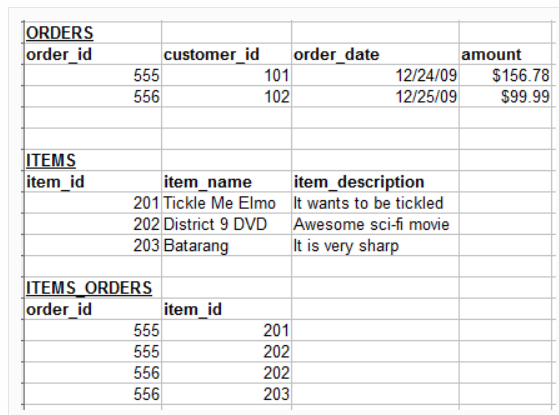 ORDERS
order_id customer_id order_date amount
555 101 12/24/09 $156.78
556 102 12/25/09 $99.99
ITEMS
item_id item_name item_description
201 Tickle Me Elmo It wants to be tickled
202 District 9 DVD Awesome sci-fi movie
203 Batarang It is very sharp
ITEMS_ORDERS
order_id item_id
555 201
555 202
556 202
556 203